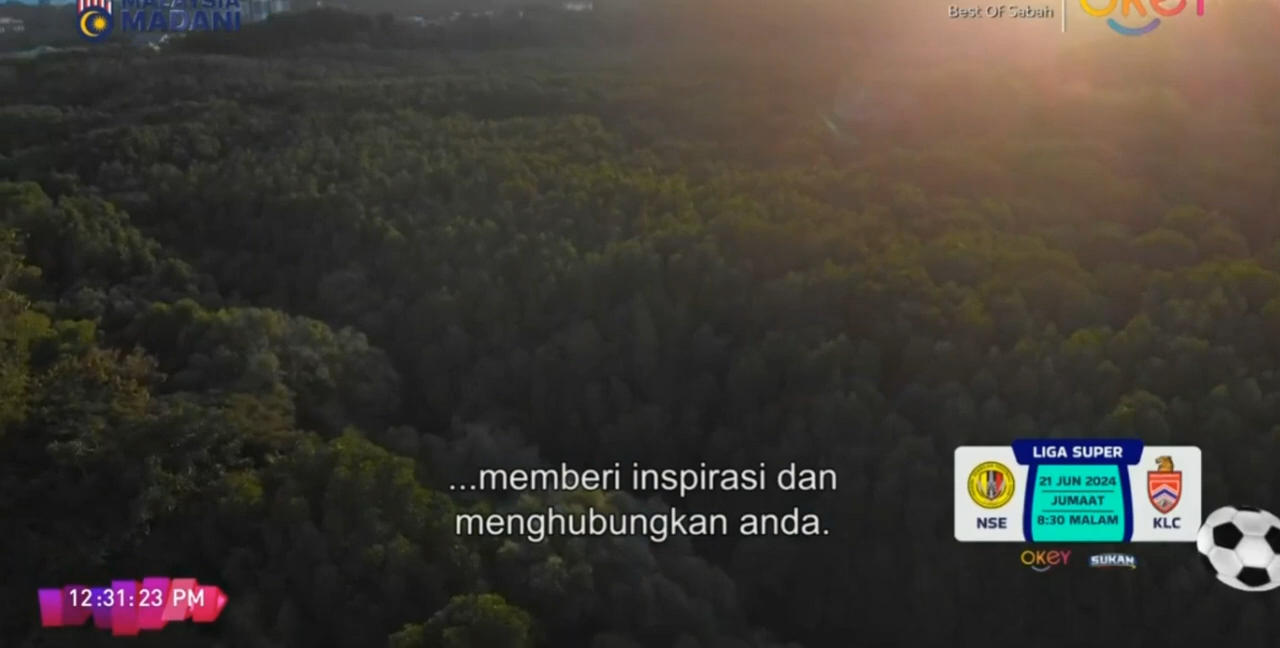 MALAYSIA
MADANI
Best Of Sabah
OKEY
...memberi inspirasi dan
menghubungkan anda.
LIGA SUPER
21 JUN 2024
JUMAAT
8:30 MALAM
NSE
KLC
OKEY
SUKAN
12:31:23 PM